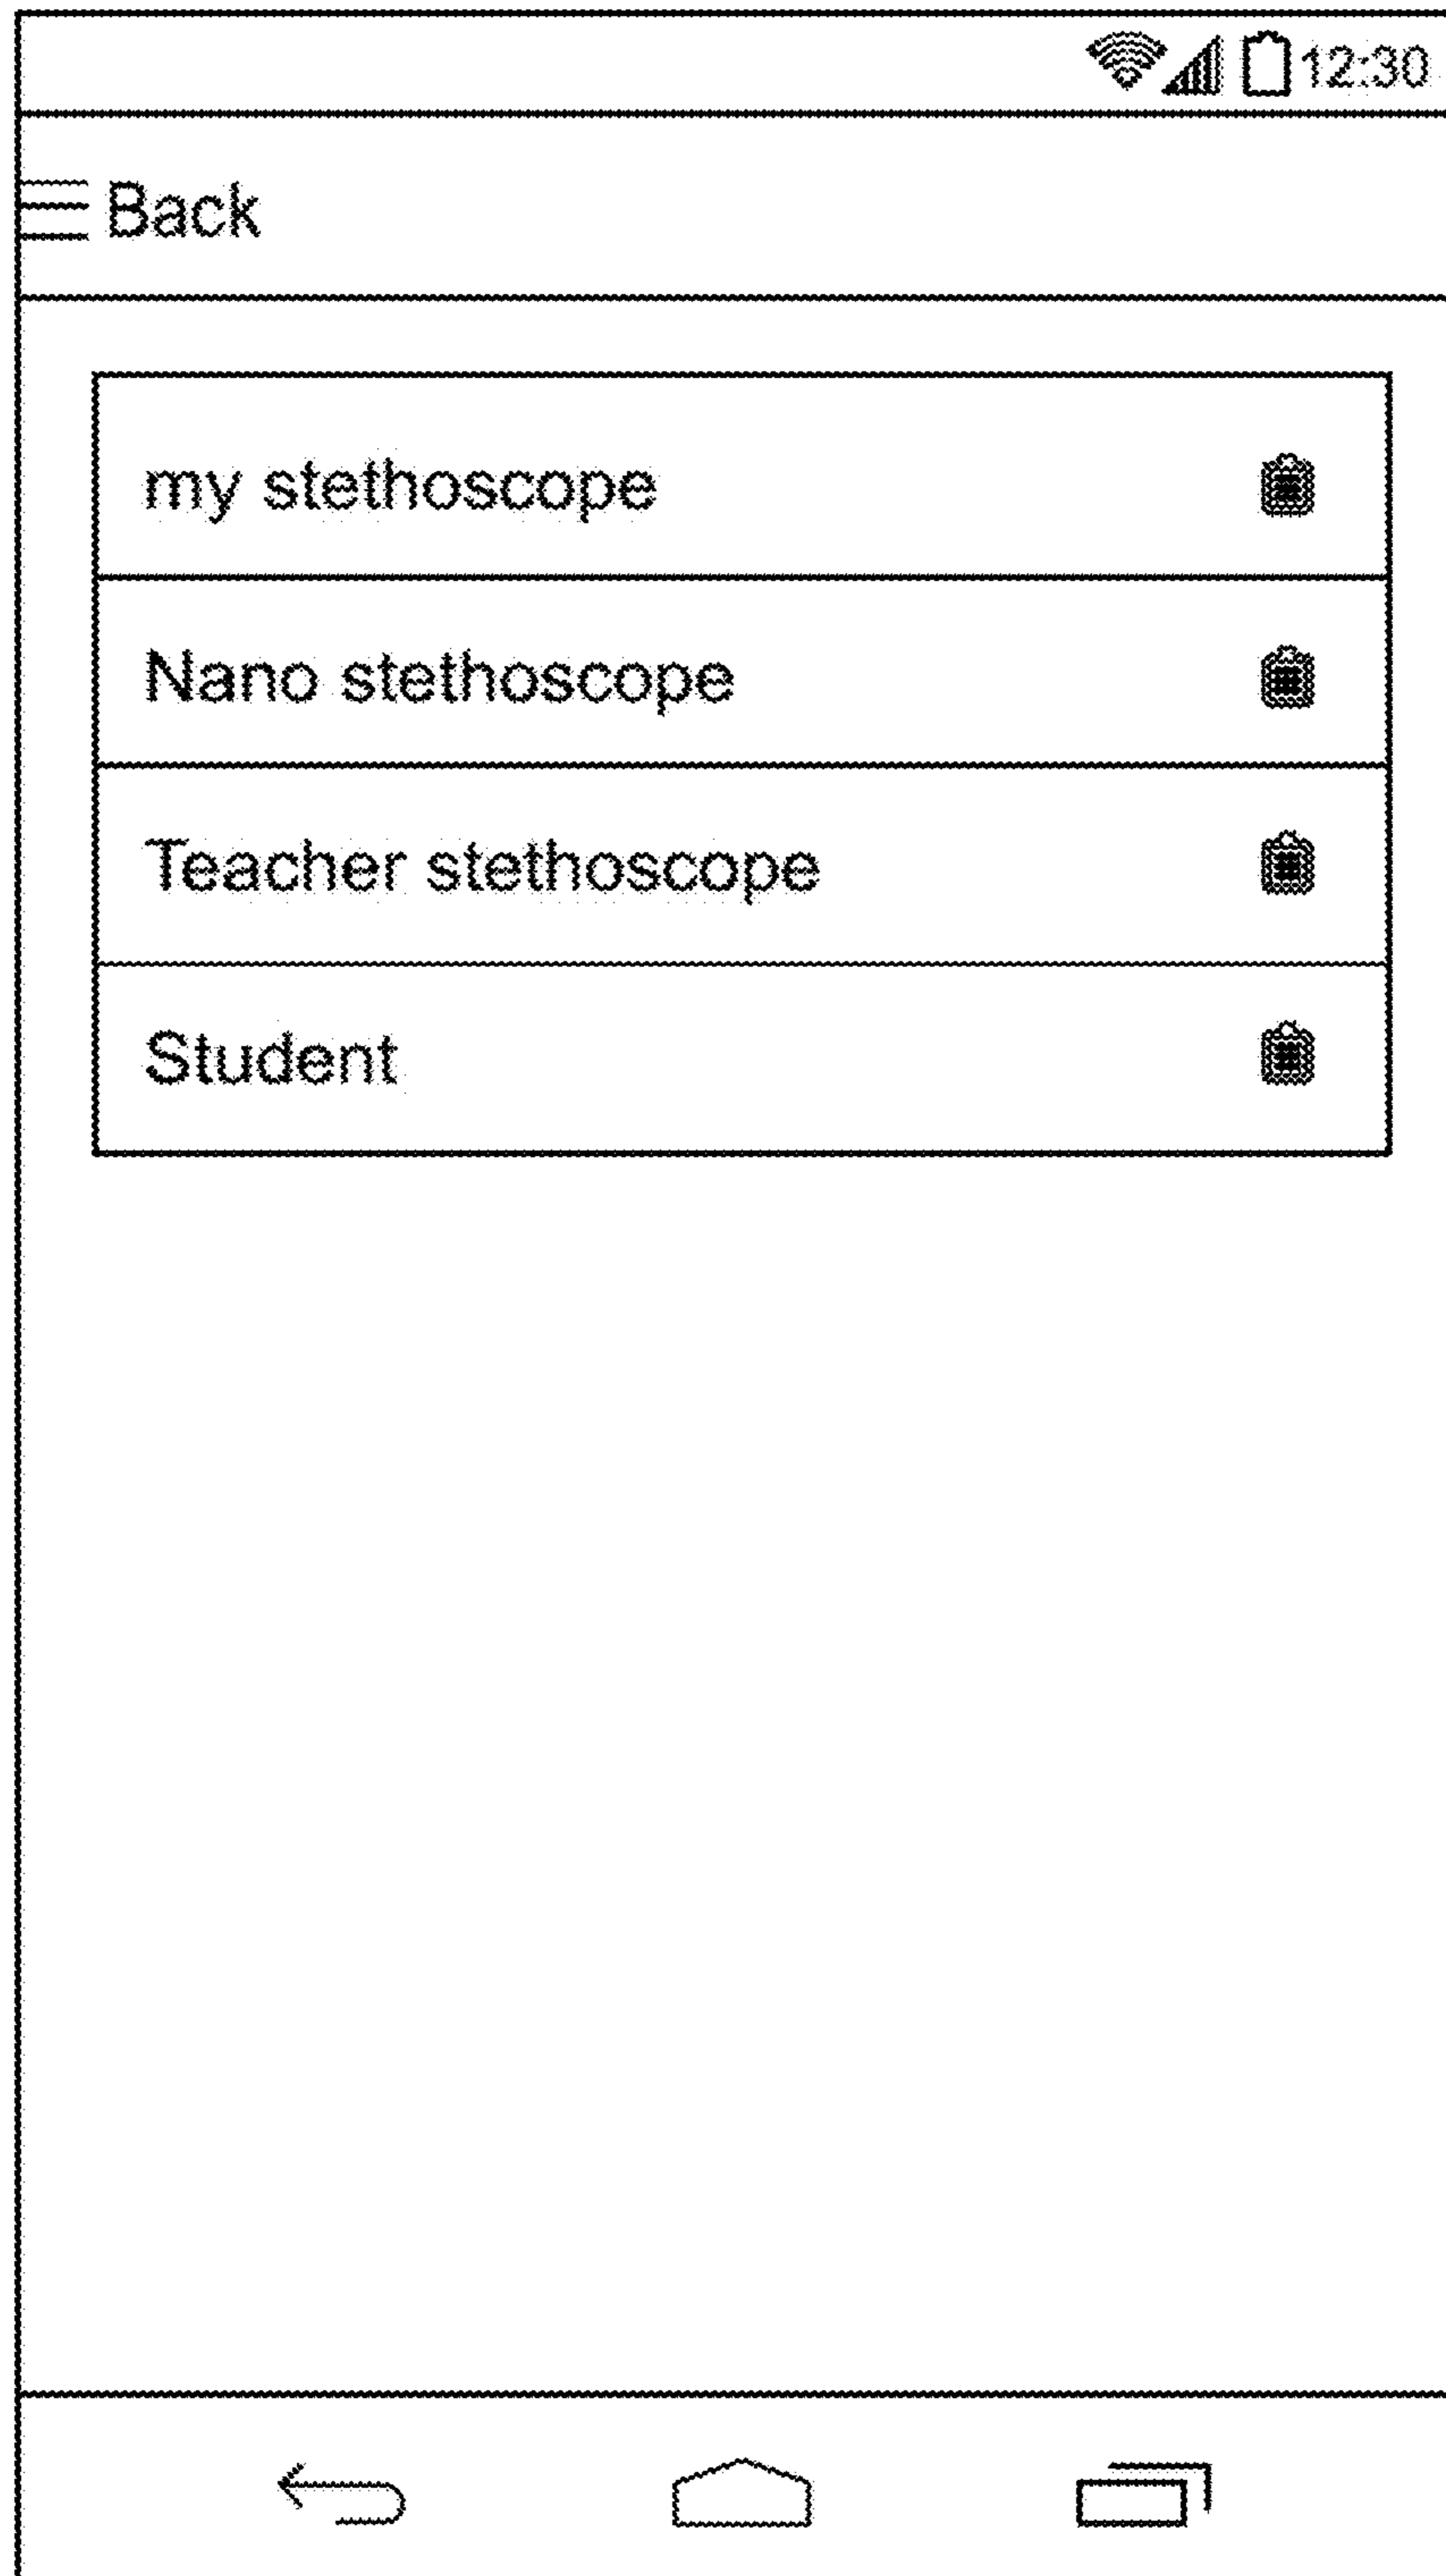 12:30
Back
my stethoscope
Nano stethoscope
Teacher stethoscope
Student